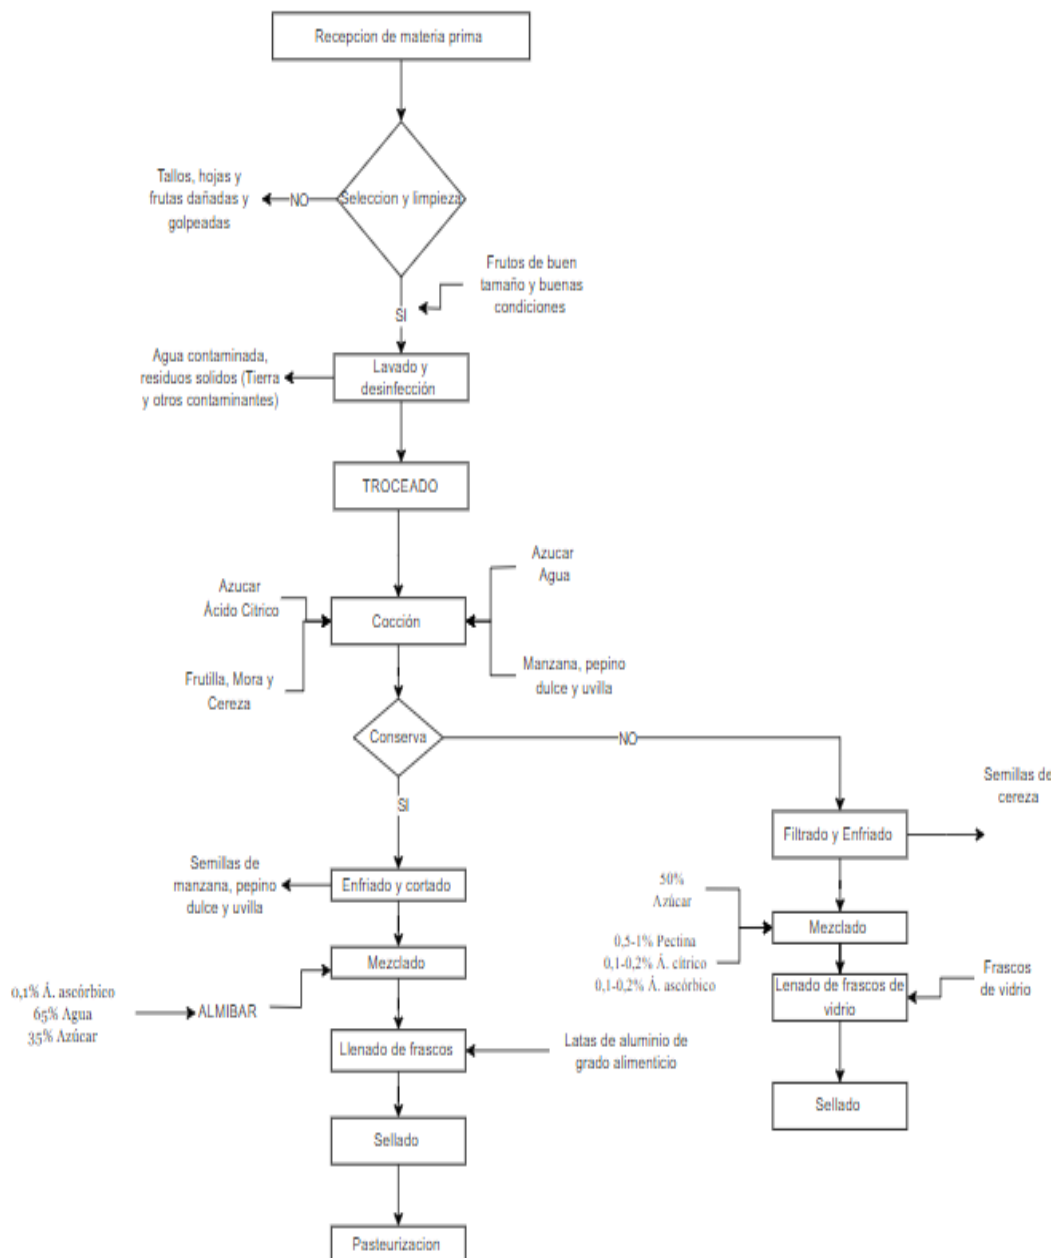 Recepcion de materia prima
Seleccion y limpieza
NO
Tallos, hojas y
frutas dañadas y
golpeadas
Frutos de buen
tamaño y buenas
condiciones
SI
Lavado y
desinfección
Agua contaminada,
residuos solidos (Tierra
y otros contaminantes)
TROCEADO
Azucar
Agua
Azucar
Ácido Cítrico
Cocción
Frutilla, Mora y
Cereza
Manzana, pepino
dulce y uvilla
Conserva
NO
SI
Semillas de
cereza
Filtrado y Enfriado
Semillas de
manzana, pepino
dulce y uvilla
Enfriado y cortado
50%
Azúcar
Mezclado
0,5-1% Pectina
0,1-0,2% Á. cítrico
0,1-0,2% Á. ascórbico
Mezclado
0,1% Á. ascórbico
65% Agua
35% Azúcar
ALMIBAR
Lenado de frascos de
vidrio
Frascos
de vidrio
Llenado de frascos
Latas de aluminio de
grado alimenticio
Sellado
Sellado
Pasteurizacion